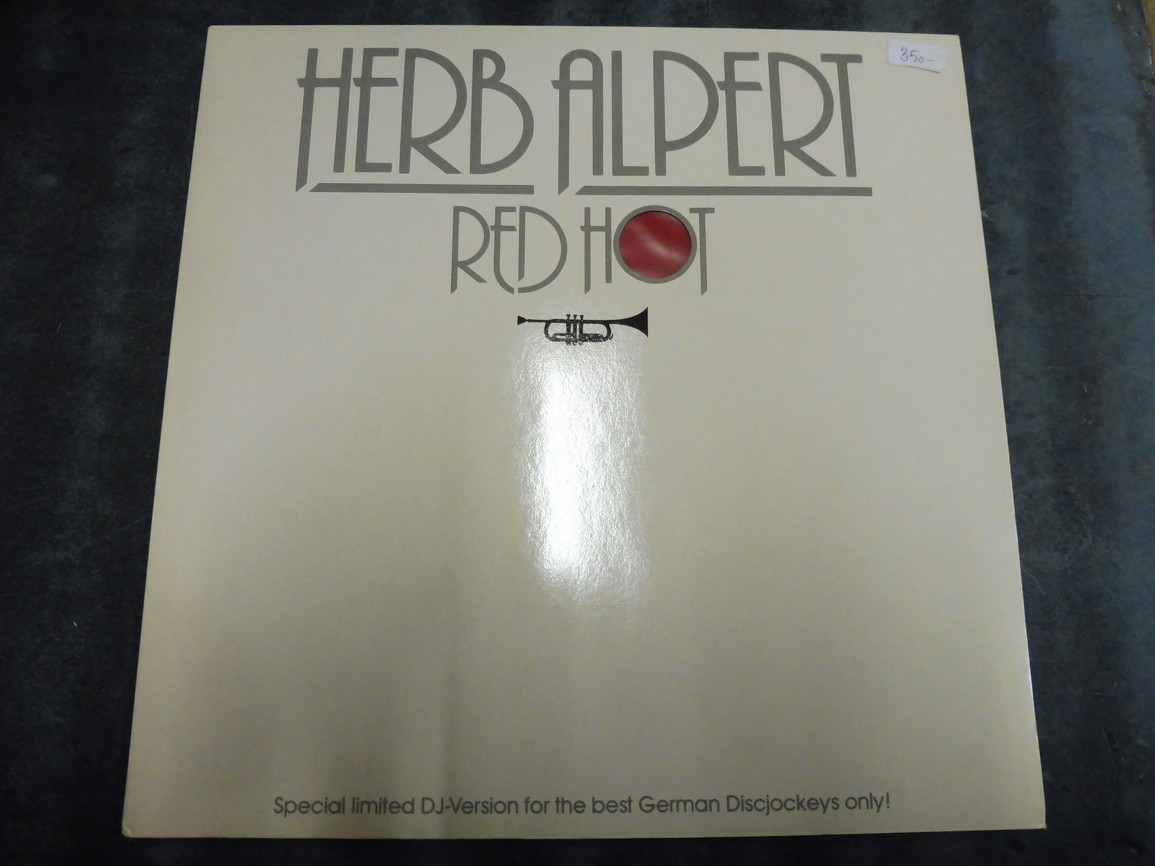 HERB ALPERT
350-
RED HOT
Special limited DJ-Version for the best German Discjockeys only!